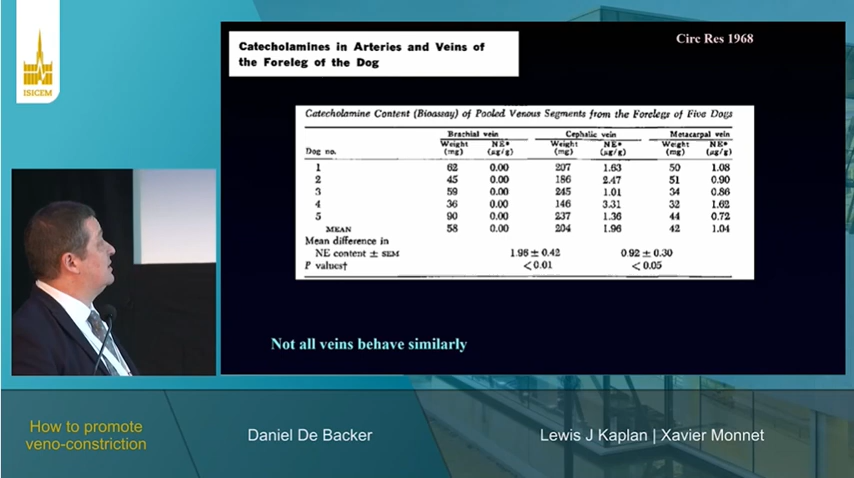 ISICEM
Catecholamines in Arteries and Veins of
the Foreleg of the Dog
Circ Res 1968
Catecholamine Content (Bioassay) of Pooled Venous Segments from the Forelegs of Five Dogs
Brachial vein Cephalic vein Metacarpal vein
Dog no. Weight (mg) NE* (µg/g) Weight (mg) NE* (µg/g) Weight (mg) NE* (µg/g)
1 62 0.00 207 1.63 50 1.08
2 45 0.00 186 2.47 51 0.90
3 59 0.00 245 1.01 34 0.86
4 36 0.00 146 3.31 32 1.62
5 90 0.00 237 1.36 44 0.72
MEAN 58 0.00 204 1.96 42 1.04
Mean difference in
NE content ± SEM 1.96 ± 0.42 0.92 ± 0.30
P values† <0.01 <0.05
Not all veins behave similarly
How to promote
veno-constriction
Daniel De Backer
Lewis J Kaplan | Xavier Monnet